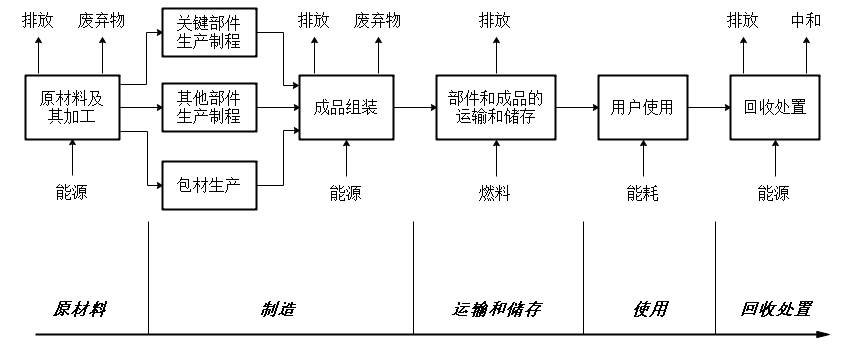 排放
废弃物
关键部件
生产制程
排放
废弃物
排放
排放
中和
原材料及
其加工
其他部件
生产制程
成品组装
部件和成品的
运输和储存
用户使用
回收处置
能源
包材生产
能源
燃料
能耗
能源
原材料
制造
运输和储存
使用
回收处置